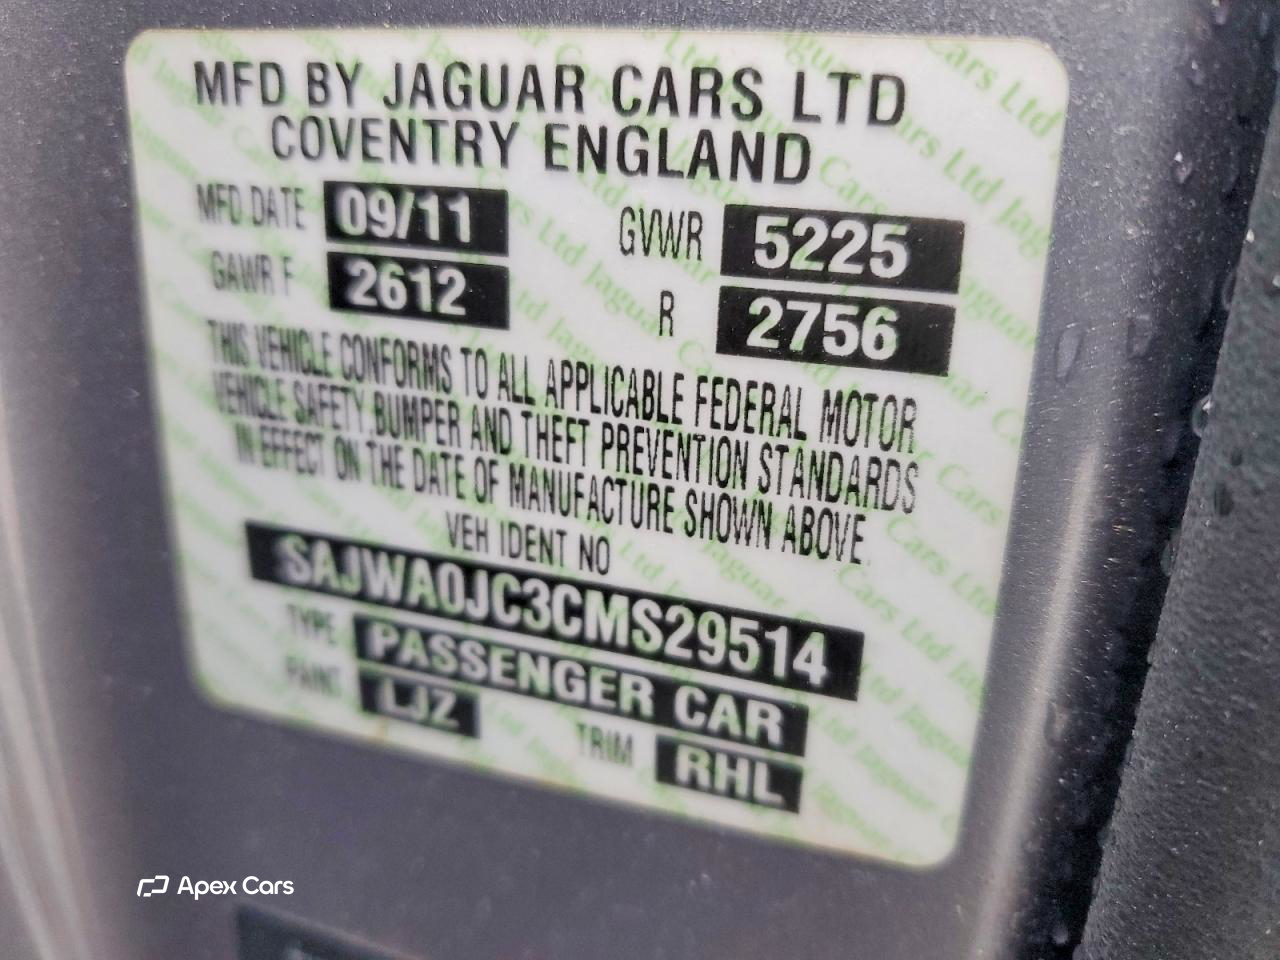 MFD BY JAGUAR CARS LTD
COVENTRY ENGLAND
MFD DATE 09/11 GVWR 5225
GAWR F 2612 R 2756
THIS VEHICLE CONFORMS TO ALL APPLICABLE FEDERAL MOTOR
VEHICLE SAFETY, BUMPER AND THEFT PREVENTION STANDARDS
IN EFFECT ON THE DATE OF MANUFACTURE SHOWN ABOVE.
VEH IDENT NO
SAJWA0JC3CMS29514
TYPE PASSENGER CAR
PAINT LJZ TRIM RHL
Apex Cars